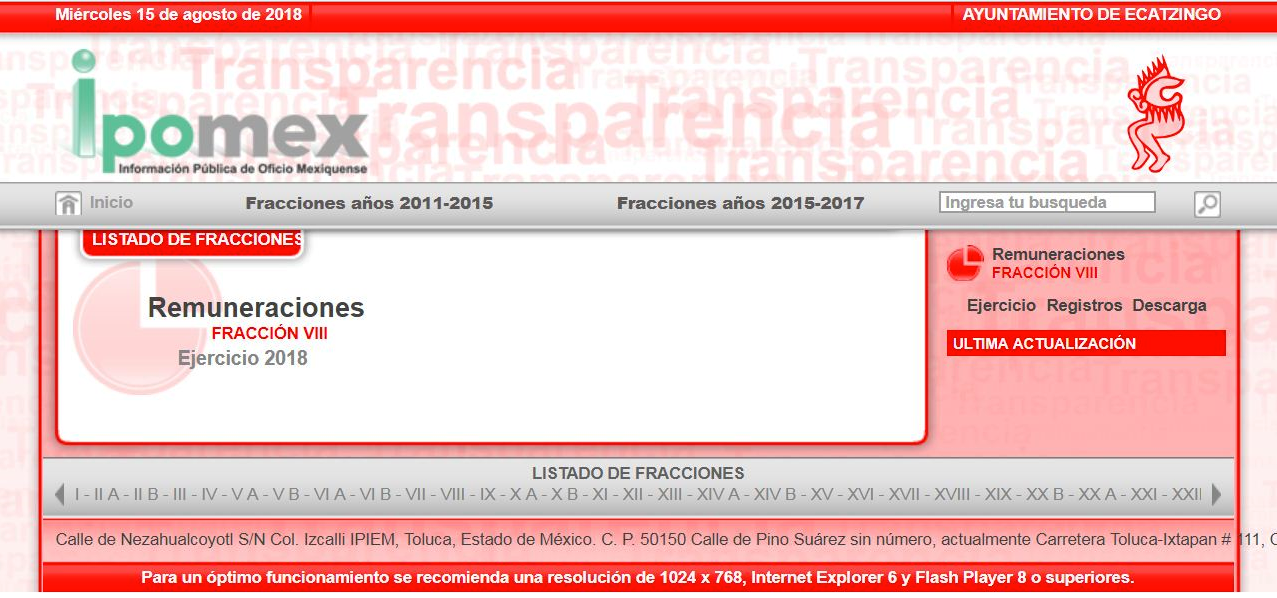 Miércoles 15 de agosto de 2018
AYUNTAMIENTO DE ECATZINGO
Transparencia
ipomex
Información Pública de Oficio Mexiquense
Inicio
Fracciones años 2011-2015
Fracciones años 2015-2017
Ingresa tu busqueda
LISTADO DE FRACCIONES
Remuneraciones
FRACCIÓN VIII
Ejercicio 2018
Remuneraciones
FRACCIÓN VIII
Ejercicio Registros Descarga
ULTIMA ACTUALIZACIÓN
LISTADO DE FRACCIONES
I - II A - II B - III - IV - V A - V B - VI A - VI B - VII - VIII - IX - X A - X B - XI - XII - XIII - XIV A - XIV B - XV - XVI - XVII - XVIII - XIX - XX B - XX A - XXI - XXII
Calle de Nezahualcoyotl S/N Col. Izcalli IPIEM, Toluca, Estado de México. C. P. 50150 Calle de Pino Suárez sin número, actualmente Carretera Toluca-Ixtapan # 111, C
Para un óptimo funcionamiento se recomienda una resolución de 1024 x 768, Internet Explorer 6 y Flash Player 8 o superiores.